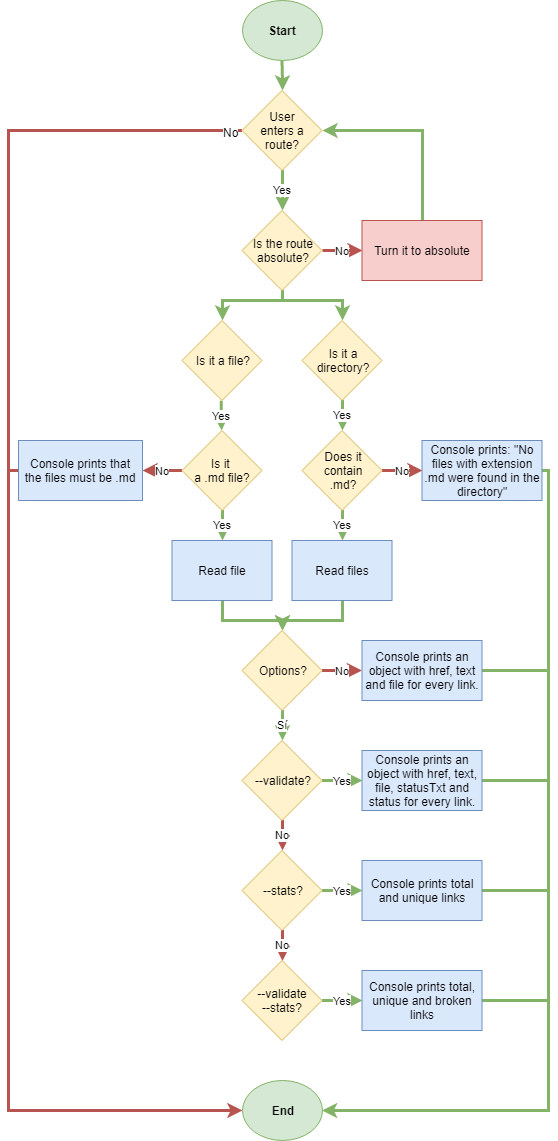 Start
User
enters a
route?
No
Yes
Is the route
absolute?
No
Turn it to absolute
Is it a file?
Is it a
directory?
Yes
Yes
Console prints that
the files must be .md
No
Is it
a .md file?
Does it
contain
.md?
No
Console prints: "No
files with extension
.md were found in the
directory"
Yes
Yes
Read file
Read files
Options?
No
Console prints an
object with href, text
and file for every link.
Sí
--validate?
Yes
Console prints an
object with href, text,
file, statusTxt and
status for every link.
No
--stats?
Yes
Console prints total
and unique links
No
--validate
--stats?
Yes
Console prints total,
unique and broken
links
End